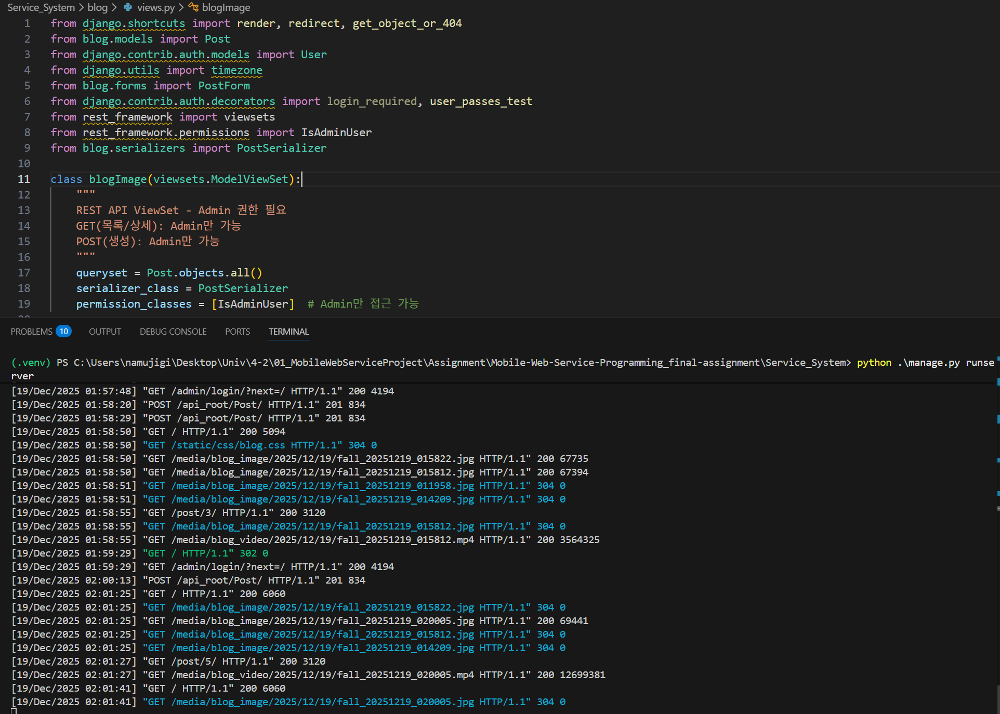 Service_System > blog > views.py > blogImage
1 from django.shortcuts import render, redirect, get_object_or_404
2 from blog.models import Post
3 from django.contrib.auth.models import User
4 from django.utils import timezone
5 from blog.forms import PostForm
6 from django.contrib.auth.decorators import login_required, user_passes_test
7 from rest_framework import viewsets
8 from rest_framework.permissions import IsAdminUser
9 from blog.serializers import PostSerializer
10
11 class blogImage(viewsets.ModelViewSet):
12 """
13 REST API ViewSet - Admin 권한 필요
14 GET(목록/상세): Admin만 가능
15 POST(생성): Admin만 가능
16 """
17 queryset = Post.objects.all()
18 serializer_class = PostSerializer
19 permission_classes = [IsAdminUser]  # Admin만 접근 가능
PROBLEMS 10 OUTPUT DEBUG CONSOLE PORTS TERMINAL
(.venv) PS C:\Users\namujigi\Desktop\Univ\4-2\01_MobileWebServiceProject\Assignment\Mobile-Web-Service-Programming_final-assignment\Service_System> python .\manage.py runse
rver
[19/Dec/2025 01:57:48] "GET /admin/login/?next=/ HTTP/1.1" 200 4194
[19/Dec/2025 01:58:20] "POST /api_root/Post/ HTTP/1.1" 201 834
[19/Dec/2025 01:58:29] "POST /api_root/Post/ HTTP/1.1" 201 834
[19/Dec/2025 01:58:50] "GET / HTTP/1.1" 200 5094
[19/Dec/2025 01:58:50] "GET /static/css/blog.css HTTP/1.1" 304 0
[19/Dec/2025 01:58:50] "GET /media/blog_image/2025/12/19/fall_20251219_015822.jpg HTTP/1.1" 200 67735
[19/Dec/2025 01:58:50] "GET /media/blog_image/2025/12/19/fall_20251219_015812.jpg HTTP/1.1" 200 67394
[19/Dec/2025 01:58:51] "GET /media/blog_image/2025/12/19/fall_20251219_011958.jpg HTTP/1.1" 304 0
[19/Dec/2025 01:58:51] "GET /media/blog_image/2025/12/19/fall_20251219_014209.jpg HTTP/1.1" 304 0
[19/Dec/2025 01:58:55] "GET /post/3/ HTTP/1.1" 200 3120
[19/Dec/2025 01:58:55] "GET /media/blog_image/2025/12/19/fall_20251219_015812.jpg HTTP/1.1" 304 0
[19/Dec/2025 01:58:55] "GET /media/blog_video/2025/12/19/fall_20251219_015812.mp4 HTTP/1.1" 200 3564325
[19/Dec/2025 01:59:29] "GET / HTTP/1.1" 302 0
[19/Dec/2025 01:59:29] "GET /admin/login/?next=/ HTTP/1.1" 200 4194
[19/Dec/2025 02:00:13] "POST /api_root/Post/ HTTP/1.1" 201 834
[19/Dec/2025 02:01:25] "GET / HTTP/1.1" 200 6060
[19/Dec/2025 02:01:25] "GET /media/blog_image/2025/12/19/fall_20251219_015822.jpg HTTP/1.1" 304 0
[19/Dec/2025 02:01:25] "GET /media/blog_image/2025/12/19/fall_20251219_020005.jpg HTTP/1.1" 200 69441
[19/Dec/2025 02:01:25] "GET /media/blog_image/2025/12/19/fall_20251219_015812.jpg HTTP/1.1" 304 0
[19/Dec/2025 02:01:25] "GET /media/blog_image/2025/12/19/fall_20251219_014209.jpg HTTP/1.1" 304 0
[19/Dec/2025 02:01:27] "GET /post/5/ HTTP/1.1" 200 3120
[19/Dec/2025 02:01:27] "GET /media/blog_video/2025/12/19/fall_20251219_020005.mp4 HTTP/1.1" 200 12699381
[19/Dec/2025 02:01:41] "GET / HTTP/1.1" 200 6060
[19/Dec/2025 02:01:41] "GET /media/blog_image/2025/12/19/fall_20251219_020005.jpg HTTP/1.1" 304 0